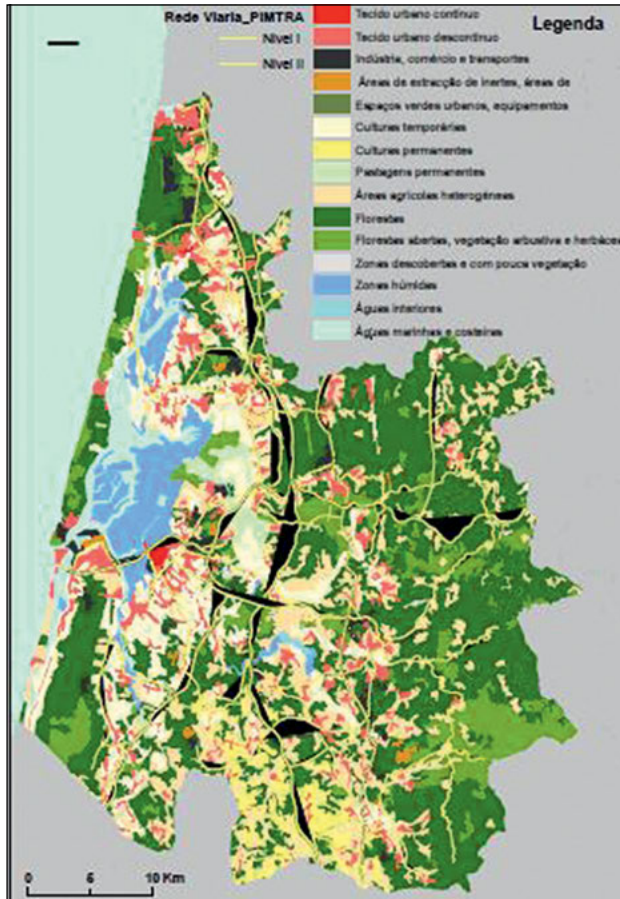 Rede Viaria_PIMTRA
Nivel I
Nivel II
Legenda
Tecido urbano contínuo
Tecido urbano descontínuo
Indústria, comércio e transportes
Áreas de extracção de inertes, áreas de
Espaços verdes urbanos, equipamentos
Culturas temporárias
Culturas permanentes
Pastagens permanentes
Áreas agrícolas heterogéneas
Florestas
Florestas abertas, vegetação arbustiva e herbácea
Zonas descobertas e com pouca vegetação
Zonas húmidas
Águas interiores
Águas marinhas e costeiras
0 5 10 Km